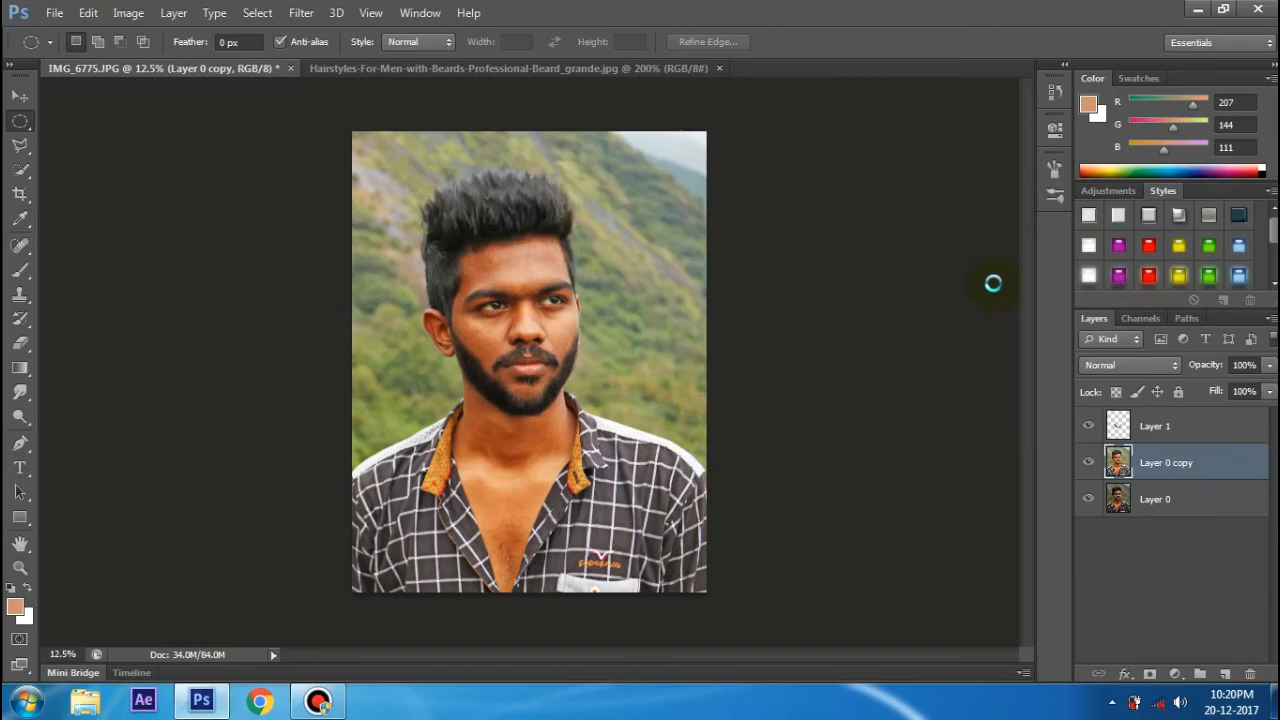 Ps File Edit Image Layer Type Select Filter 3D View Window Help
Feather: 0 px Anti-alias Style: Normal Width: Height: Refine Edge... Essentials
IMG_6775.JPG @ 12.5% (Layer 0 copy, RGB/8) * × Hairstyles-For-Men-with-Beards-Professional-Beard_grande.jpg @ 200% (RGB/8#) ×
Color Swatches
R 207
G 144
B 111
Adjustments Styles
Layers Channels Paths
Kind
Normal Opacity: 100%
Lock: Fill: 100%
Layer 1
Layer 0 copy
Layer 0
12.5% Doc: 34.0M/84.0M
Mini Bridge Timeline
Ae Ps
10:20PM
20-12-2017